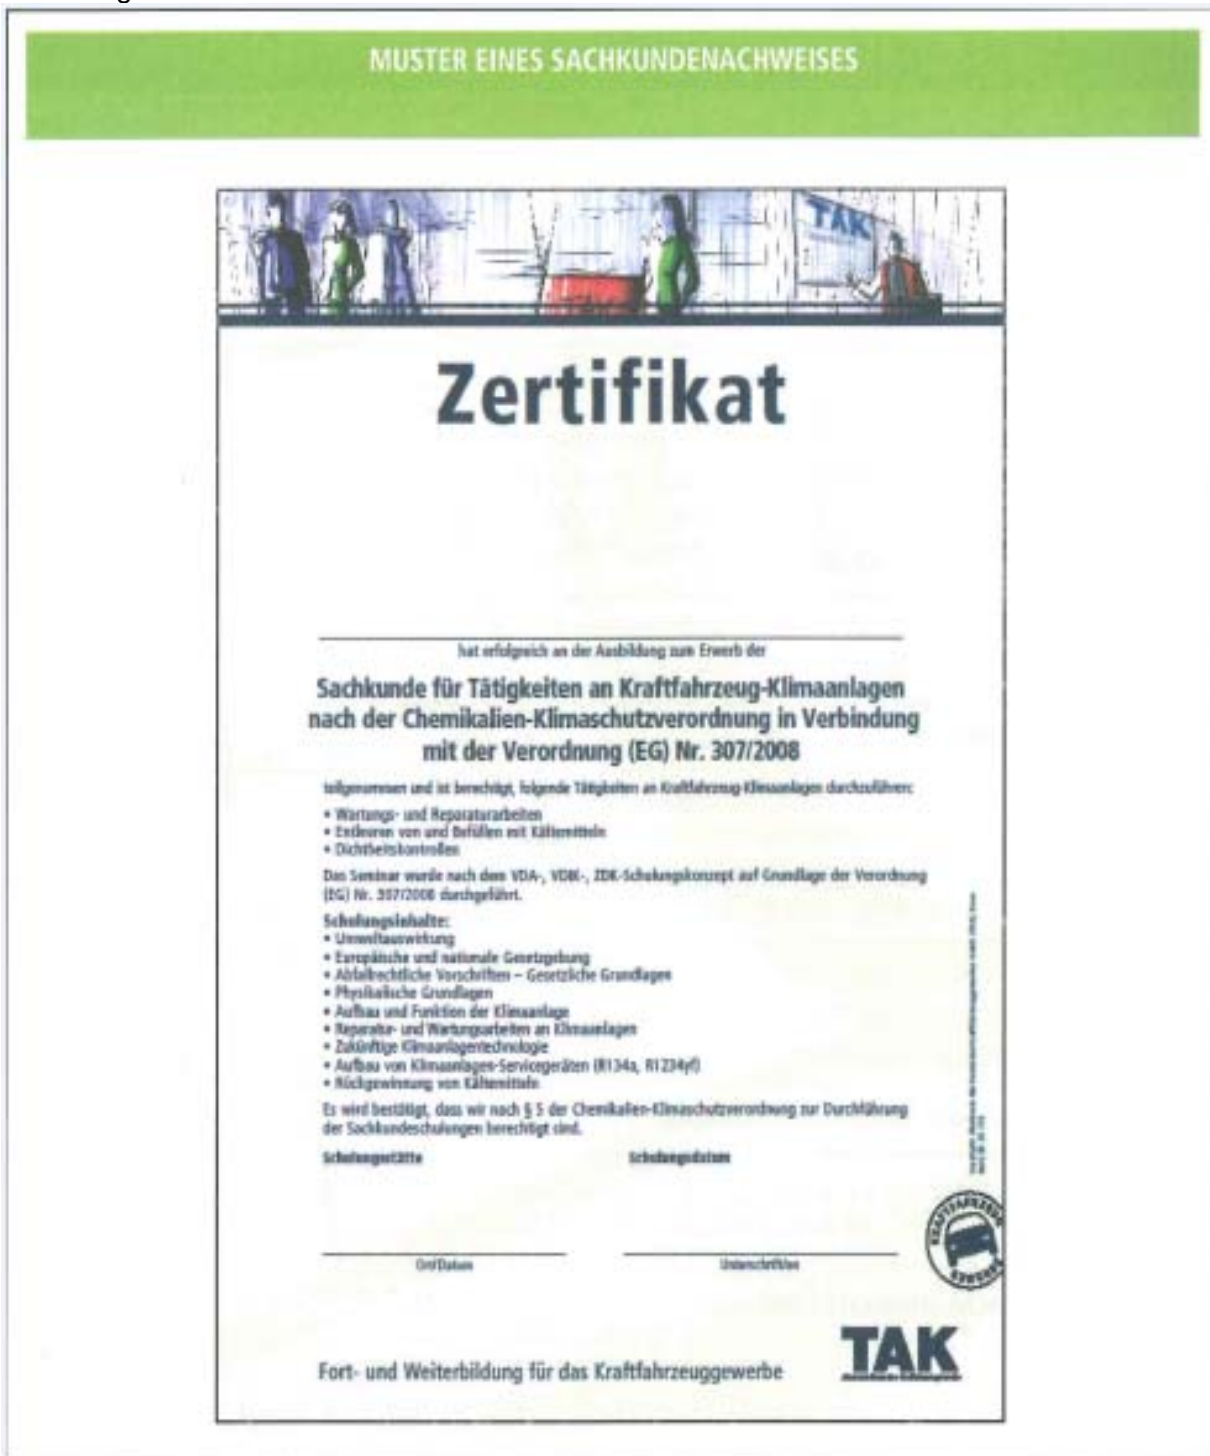 MUSTER EINES SACHKUNDENACHWEISES
TAK
Zertifikat
hat erfolgreich an der Ausbildung zum Erwerb der
Sachkunde für Tätigkeiten an Kraftfahrzeug-Klimaanlagen
nach der Chemikalien-Klimaschutzverordnung in Verbindung
mit der Verordnung (EG) Nr. 307/2008
teilgenommen und ist berechtigt, folgende Tätigkeiten an Kraftfahrzeug-Klimaanlagen durchzuführen:
• Wartungs- und Reparaturarbeiten
• Entleeren von und Befüllen mit Kältemitteln
• Dichtheitskontrollen
Das Seminar wurde nach dem VDA-, VDIK-, ZDK-Schulungskonzept auf Grundlage der Verordnung
(EG) Nr. 307/2008 durchgeführt.
Schulungsinhalte:
• Umweltauswirkung
• Europäische und nationale Gesetzgebung
• Abfallrechtliche Vorschriften – Gesetzliche Grundlagen
• Physikalische Grundlagen
• Aufbau und Funktion der Klimaanlage
• Reparatur- und Wartungsarbeiten an Klimaanlagen
• Zukünftige Klimaanlagentechnologie
• Aufbau von Klimaanlagen-Servicegeräten (R134a, R1234yf)
• Rückgewinnung von Kältemitteln
Es wird bestätigt, dass wir nach § 5 der Chemikalien-Klimaschutzverordnung zur Durchführung
der Sachkundeschulungen berechtigt sind.
Schulungsstätte Schulungsdatum
Ort/Datum Unterschriften
KRAFTFAHRZEUG
GEWERBE
Fort- und Weiterbildung für das Kraftfahrzeuggewerbe
TAK